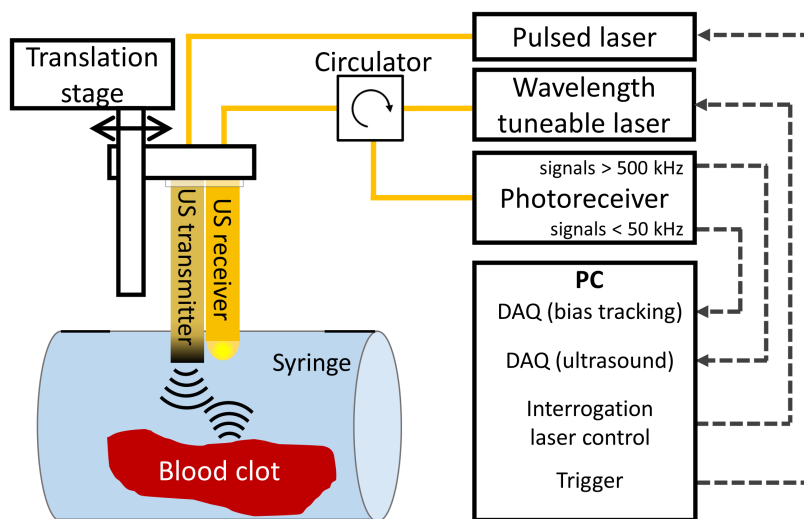 Translation
stage
Circulator
Pulsed laser
Wavelength
tuneable laser
signals > 500 kHz
Photoreceiver
signals < 50 kHz
US transmitter
US receiver
PC
DAQ (bias tracking)
DAQ (ultrasound)
Interrogation
laser control
Trigger
Syringe
Blood clot